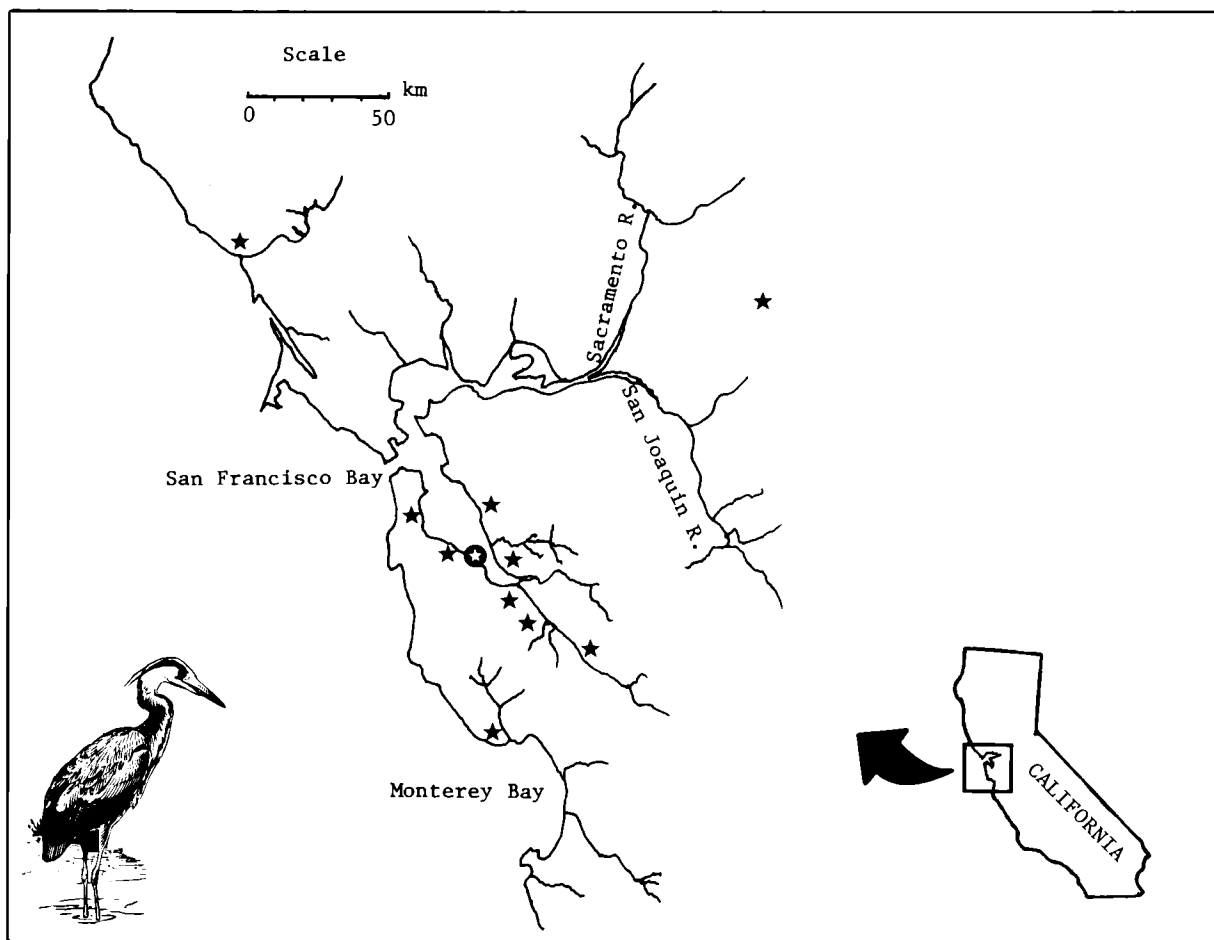 Scale
km
0 50
Sacramento R.
San Joaquin R.
San Francisco Bay
Monterey Bay
CALIFORNIA